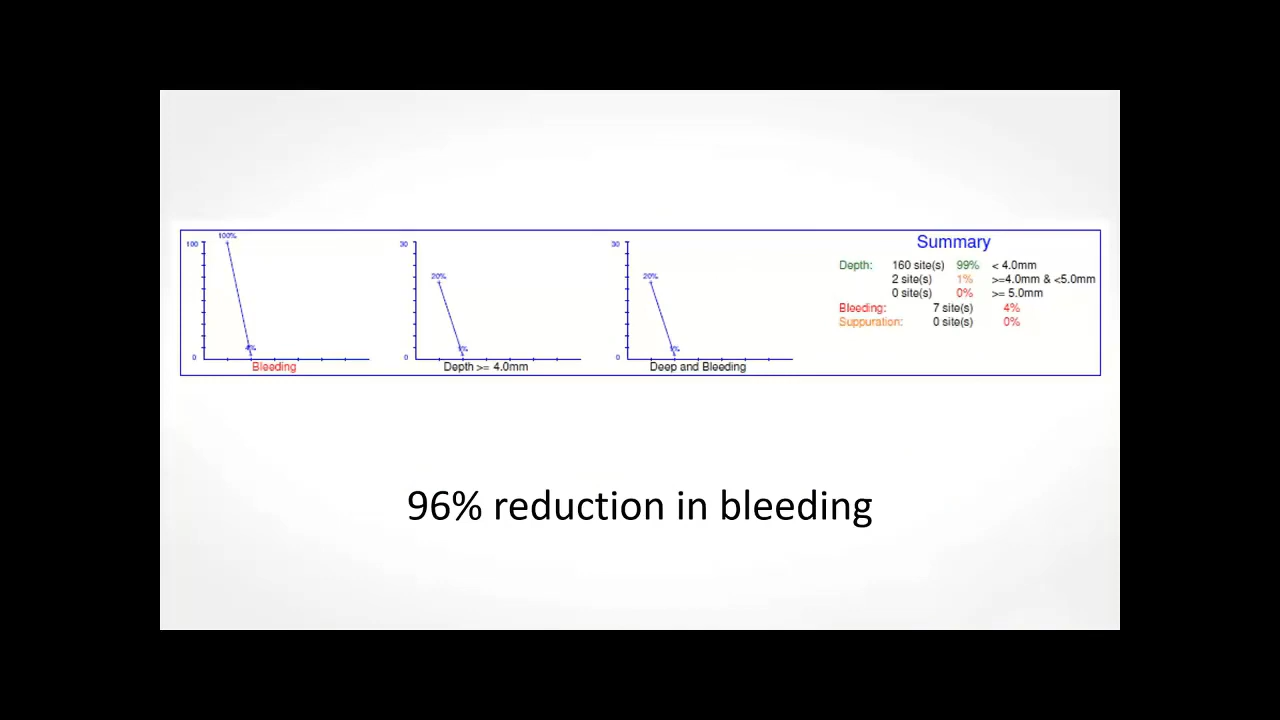 100
100%
4%
0
Bleeding
30
20%
0
Depth >= 4.0mm
30
20%
0
Deep and Bleeding
Summary
Depth: 160 site(s) 99% < 4.0mm
2 site(s) 1% >=4.0mm & <5.0mm
0 site(s) 0% >= 5.0mm
Bleeding: 7 site(s) 4%
Suppuration: 0 site(s) 0%
96% reduction in bleeding